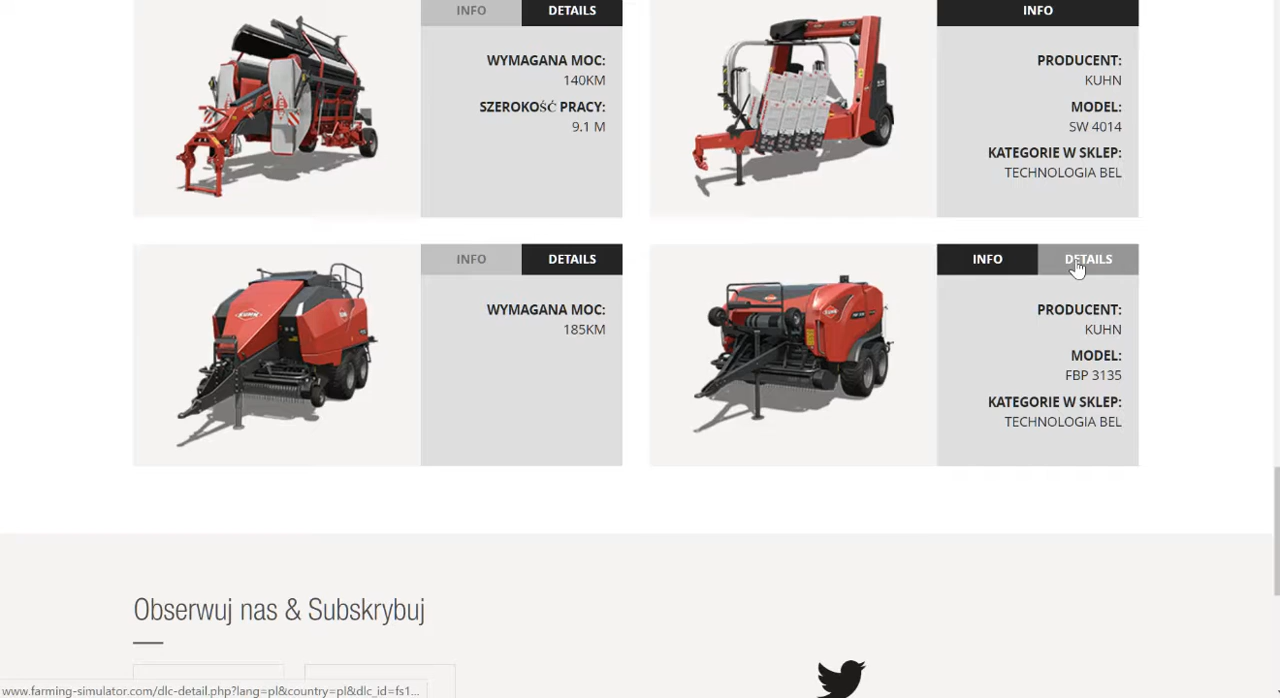 INFO
DETAILS
WYMAGANA MOC:
140KM
SZEROKOŚĆ PRACY:
9.1 M
INFO
PRODUCENT:
KUHN
MODEL:
SW 4014
KATEGORIE W SKLEP:
TECHNOLOGIA BEL
INFO
DETAILS
WYMAGANA MOC:
185KM
KUHN
INFO
DETAILS
PRODUCENT:
KUHN
MODEL:
FBP 3135
KATEGORIE W SKLEP:
TECHNOLOGIA BEL
Obserwuj nas & Subskrybuj
www.farming-simulator.com/dlc-detail.php?lang=pl&country=pl&dlc_id=fs1...